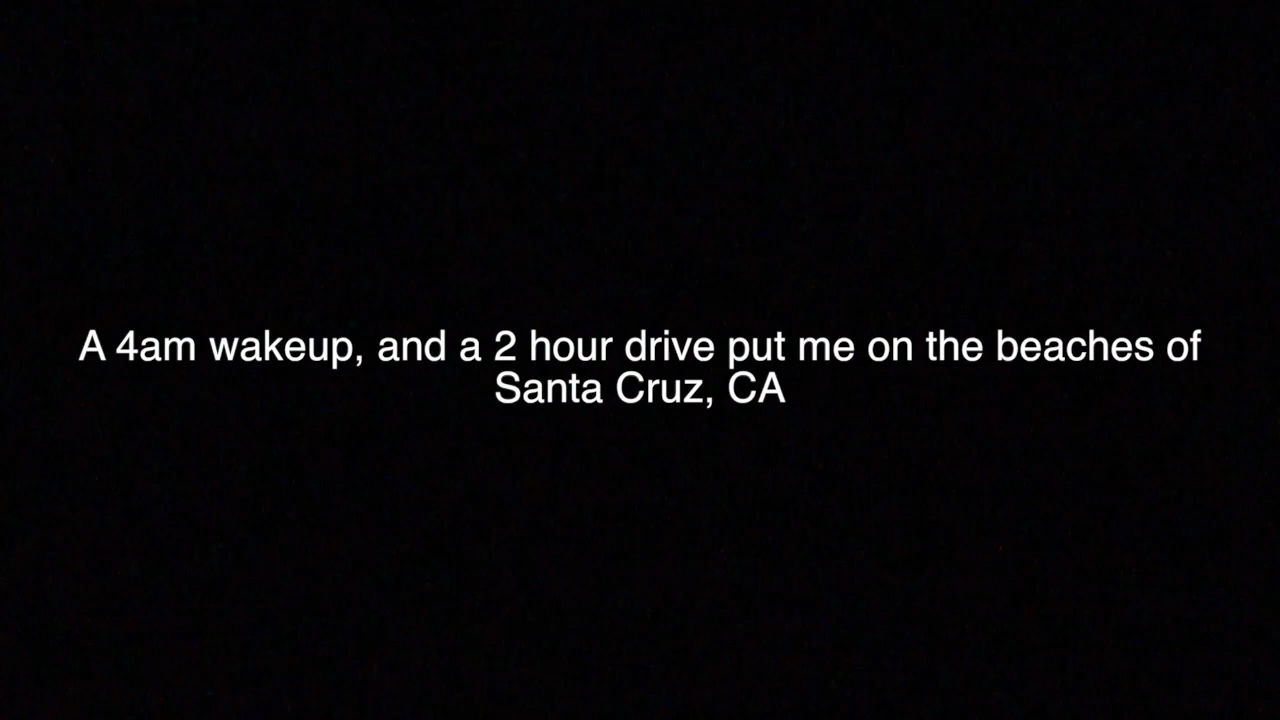 A 4am wakeup, and a 2 hour drive put me on the beaches of
Santa Cruz, CA